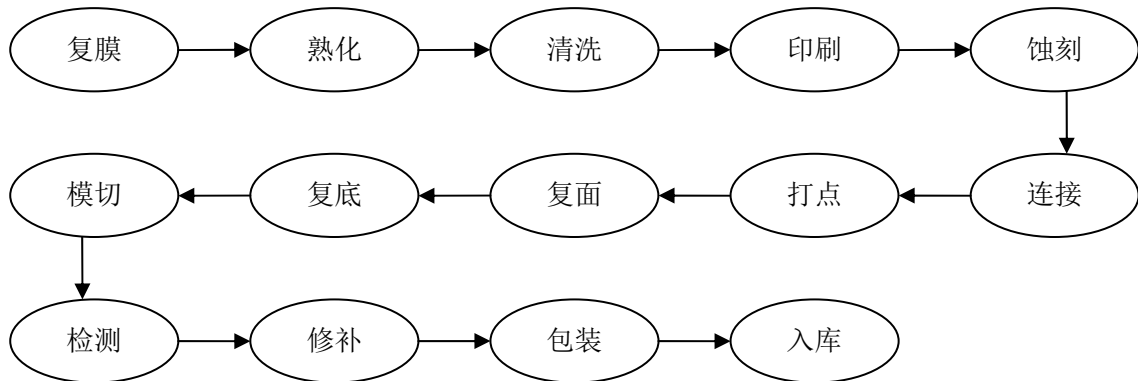 复膜 熟化 清洗 印刷 蚀刻
模切 复底 复面 打点 连接
检测 修补 包装 入库